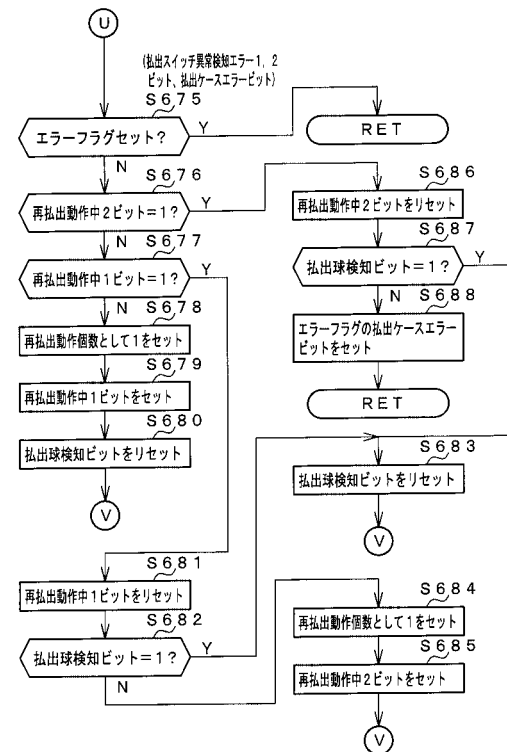 U
(払出スイッチ異常検知エラー1, 2
ビット、払出ケースエラービット)
S675
エラーフラグセット?
Y
RET
N
S676
再払出動作中2ビット=1?
Y
S686
再払出動作中2ビットをリセット
N
S677
再払出動作中1ビット=1?
Y
S687
払出球検知ビット=1?
Y
N
S678
再払出動作個数として1をセット
N
S688
エラーフラグの払出ケースエラー
ビットをセット
S679
再払出動作中1ビットをセット
RET
S680
払出球検知ビットをリセット
S683
払出球検知ビットをリセット
V
V
S681
再払出動作中1ビットをリセット
S682
払出球検知ビット=1?
Y
N
S684
再払出動作個数として1をセット
S685
再払出動作中2ビットをセット
V